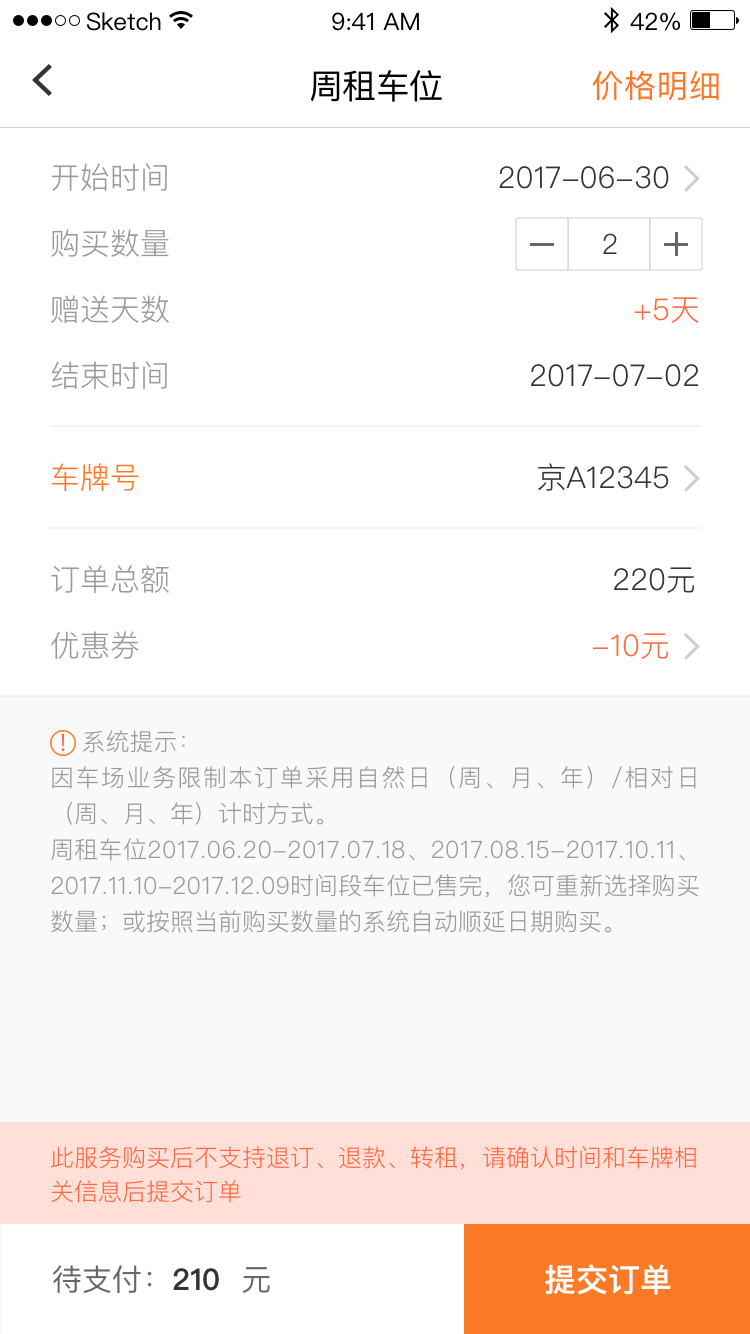 Sketch 9:41 AM 42%
周租车位 价格明细
开始时间 2017-06-30
购买数量 2
赠送天数 +5天
结束时间 2017-07-02
车牌号 京A12345
订单总额 220元
优惠券 -10元
系统提示:
因车场业务限制本订单采用自然日（周、月、年）/相对日
（周、月、年）计时方式。
周租车位2017.06.20-2017.07.18、2017.08.15-2017.10.11、
2017.11.10-2017.12.09时间段车位已售完，您可重新选择购买
数量；或按照当前购买数量的系统自动顺延日期购买。
此服务购买后不支持退订、退款、转租，请确认时间和车牌相
关信息后提交订单
待支付：210 元 提交订单